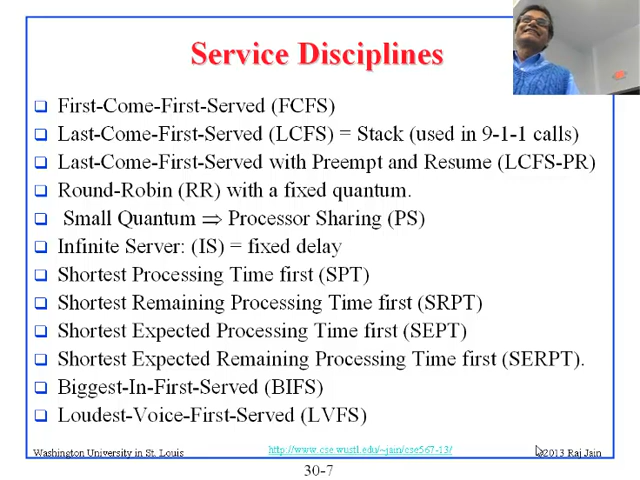 Service Disciplines
First-Come-First-Served (FCFS)
Last-Come-First-Served (LCFS) = Stack (used in 9-1-1 calls)
Last-Come-First-Served with Preempt and Resume (LCFS-PR)
Round-Robin (RR) with a fixed quantum.
Small Quantum ⇒ Processor Sharing (PS)
Infinite Server: (IS) = fixed delay
Shortest Processing Time first (SPT)
Shortest Remaining Processing Time first (SRPT)
Shortest Expected Processing Time first (SEPT)
Shortest Expected Remaining Processing Time first (SERPT).
Biggest-In-First-Served (BIFS)
Loudest-Voice-First-Served (LVFS)
Washington University in St. Louis http://www.cse.wustl.edu/~jain/cse567-13/ ©2013 Raj Jain
30-7